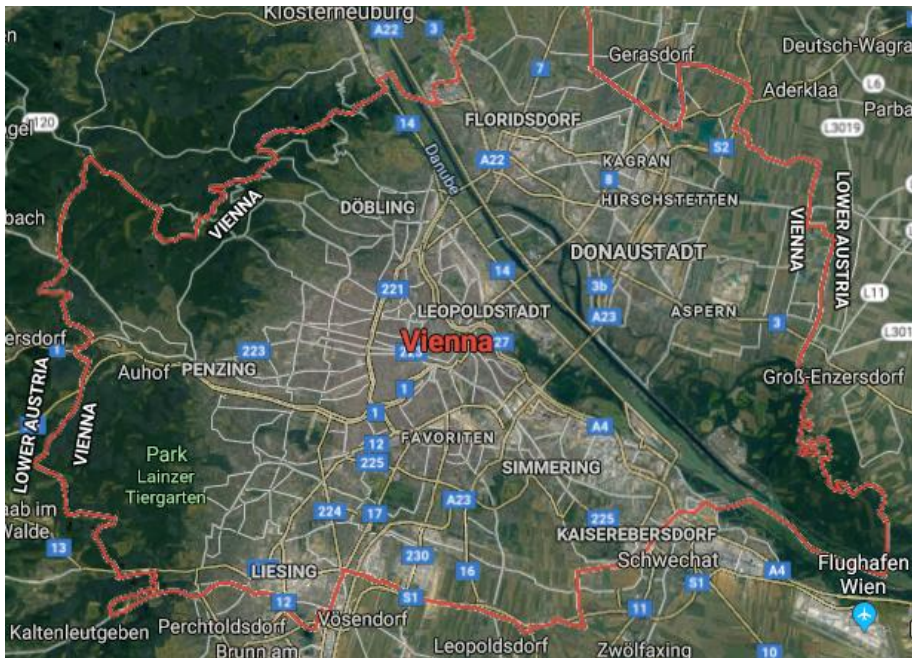 Klosterneuburg
A22
3
Gerasdorf
Deutsch-Wagra
7
Aderklaa
L6
Parba
120
gel
14
FLORIDSDORF
L3019
S2
A22
KAGRAN
Danube
8
HIRSCHSTETTEN
bach
VIENNA
DÖBLING
VIENNA
LOWER AUSTRIA
DONAUSTADT
14
221
3b
L11
LEOPOLDSTADT
A23
ASPERN
3
L301
ersdorf
1
223
Vienna
27
Auhof
PENZING
Groß-Enzersdorf
1
1
LOWER AUSTRIA
VIENNA
A4
12
FAVORITEN
Park
Lainzer
Tiergarten
225
SIMMERING
A23
224
17
225
aab im
Walde
KAISEREBERSDORF
13
230
Schwechat
Flughafen
Wien
LIESING
16
A4
S1
12
S1
11
Kaltenleutgeben
Perchtoldsdorf
Vösendorf
Brunn am
Leopoldsdorf
Zwölfaxing
10